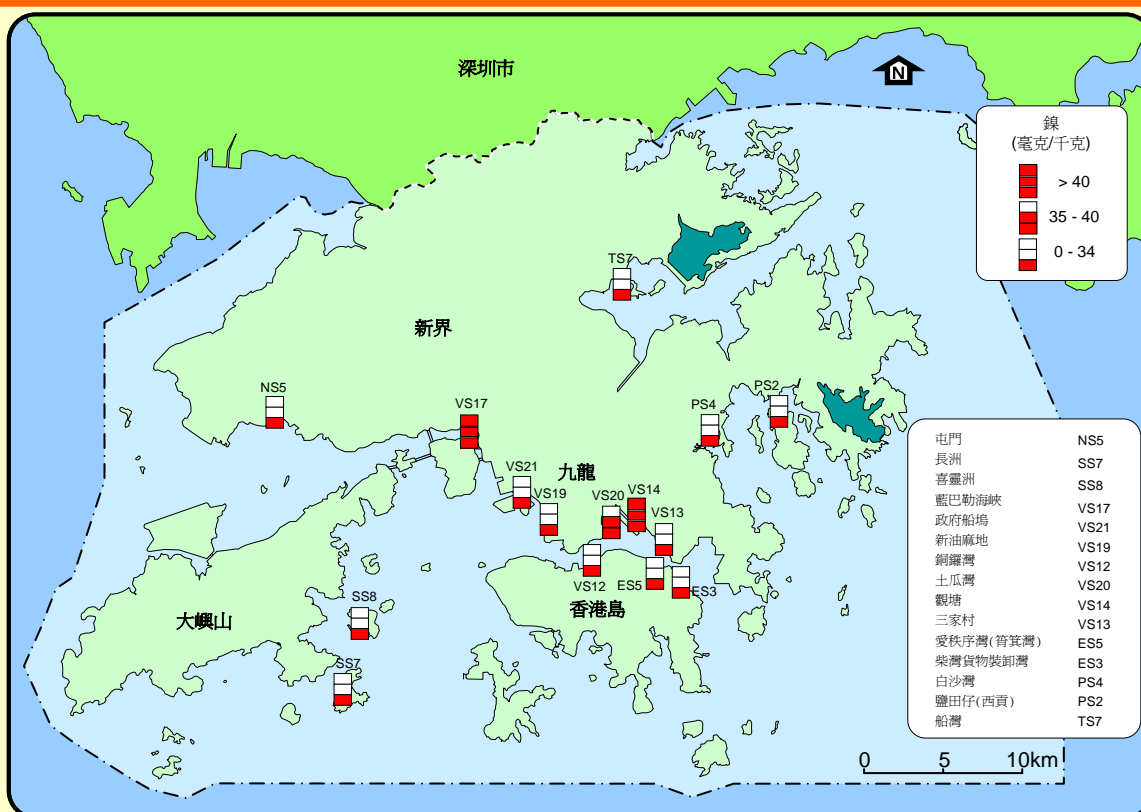 深圳市
N
鎳
(毫克/千克)
> 40
35 - 40
0 - 34
TS7
新界
NS5
VS17
PS4
PS2
九龍
VS21
VS19
VS20
VS14
VS13
VS12
ES5
ES3
香港島
大嶼山
SS8
SS7
屯門 NS5
長洲 SS7
喜靈洲 SS8
藍巴勒海峽 VS17
政府船塢 VS21
新油麻地 VS19
銅鑼灣 VS12
土瓜灣 VS20
觀塘 VS14
三家村 VS13
愛秩序灣(筲箕灣) ES5
柴灣貨物裝卸灣 ES3
白沙灣 PS4
鹽田仔(西貢) PS2
船灣 TS7
0 5 10km